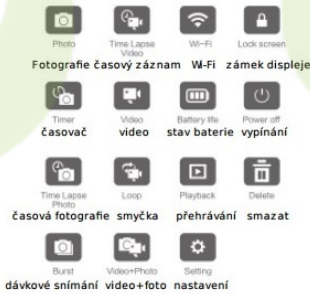 Photo Time Lapse Video Wi-Fi Lock screen
Fotografie časový záznam Wi-Fi zámek displeje
Timer Video Battery life Power off
časovač video stav baterie vypínání
Time Lapse Photo Loop Playback Delete
časová fotografie smyčka přehrávání smazat
Burst Video+Photo Setting
dávkové snímání video+foto nastavení